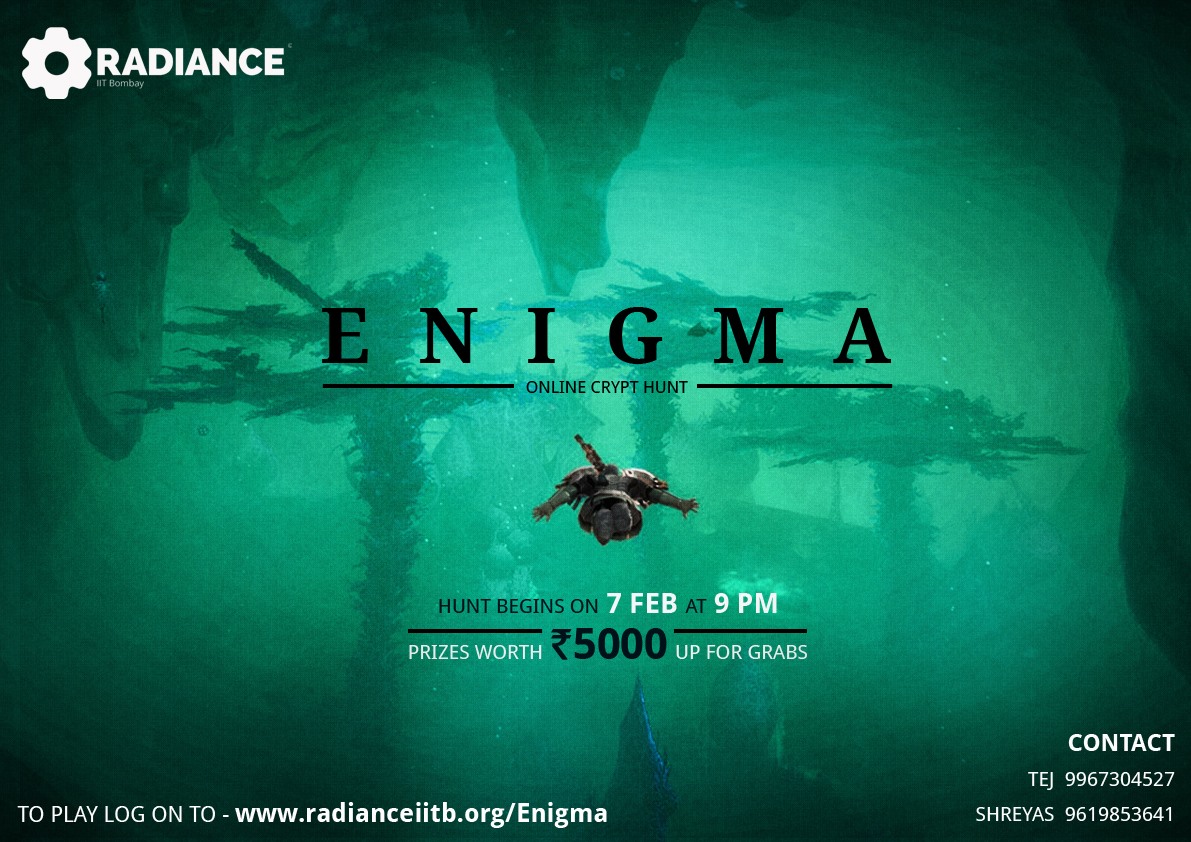 RADIANCE
IIT Bombay
E N I G M A
ONLINE CRYPT HUNT
HUNT BEGINS ON 7 FEB AT 9 PM
PRIZES WORTH ₹5000 UP FOR GRABS
CONTACT
TEJ 9967304527
SHREYAS 9619853641
TO PLAY LOG ON TO - www.radianceiitb.org/Enigma